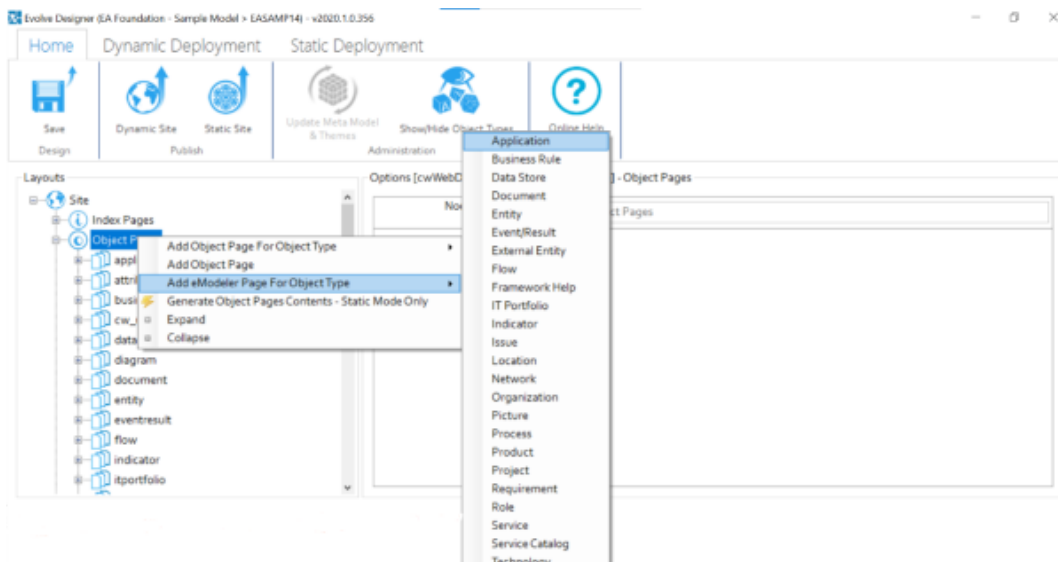 Evolve Designer (EA Foundation - Sample Model > EASAMP14) - v2020.1.0.356
Home Dynamic Deployment Static Deployment
Save
Dynamic Site
Static Site
Update Meta Model
& Themes
Show/Hide Object Types
Online Help
Design
Publish
Administration
Layouts
Site
Index Pages
Object P
appl
attri
busi
cw_
data
diagram
document
entity
eventresult
flow
indicator
itportfolio
Add Object Page For Object Type
Add Object Page
Add eModeler Page For Object Type
Generate Object Pages Contents - Static Mode Only
Expand
Collapse
Options [cwWebD
] - Object Pages
No
ct Pages
Application
Business Rule
Data Store
Document
Entity
Event/Result
External Entity
Flow
Framework Help
IT Portfolio
Indicator
Issue
Location
Network
Organization
Picture
Process
Product
Project
Requirement
Role
Service
Service Catalog
Technology